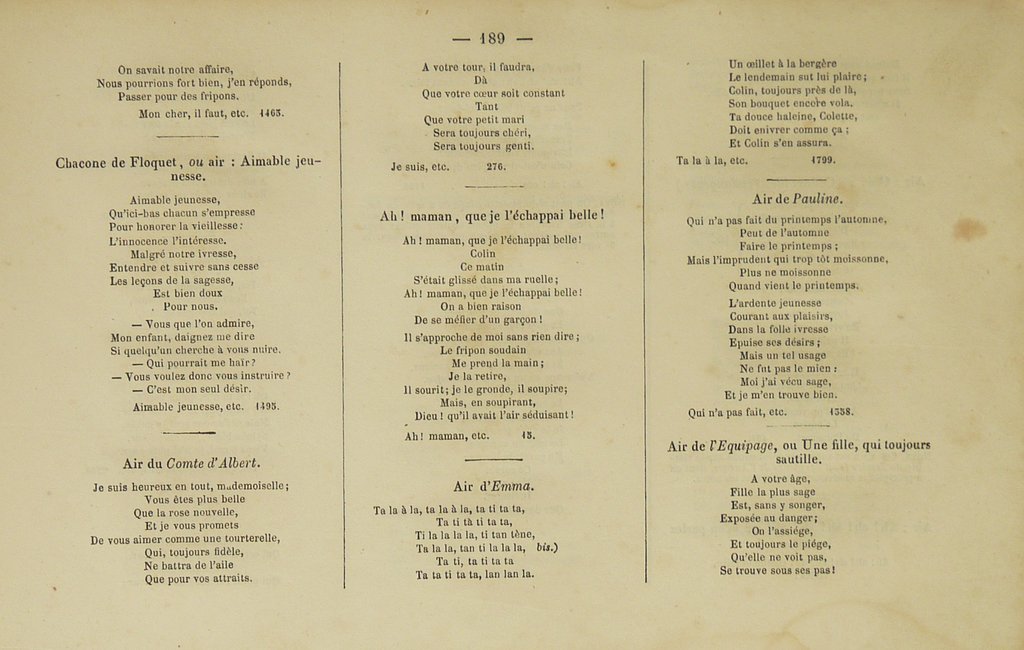 — 189 —
On savait notre affaire,
Nous pourrions fort bien, j'en réponds,
Passer pour des fripons.
Mon cher, il faut, etc. 1463.
Chacone de Floquet, ou air : Aimable jeu-
nesse.
Aimable jeunesse,
Qu'ici-bas chacun s'empresse
Pour honorer la vieillesse:
L'innocence l'intéresse.
Malgré notre ivresse,
Entendre et suivre sans cesse
Les leçons de la sagesse,
Est bien doux
Pour nous.
— Vous que l'on admire,
Mon enfant, daignez me dire
Si quelqu'un cherche à vous nuire.
— Qui pourrait me haïr?
— Vous voulez donc vous instruire?
— C'est mon seul désir.
Aimable jeunesse, etc. 1495.
Air du Comte d'Albert.
Je suis heureux en tout, mademoiselle;
Vous êtes plus belle
Que la rose nouvelle,
Et je vous promets
De vous aimer comme une tourterelle,
Qui, toujours fidèle,
Ne battra de l'aile
Que pour vos attraits.
A votre tour, il faudra,
Dà
Que votre cœur soit constant
Tant
Que votre petit mari
Sera toujours chéri,
Sera toujours genti.
Je suis, etc. 276.
Ah! maman, que je l'échappai belle!
Ah! maman, que je l'échappai belle!
Colin
Ce matin
S'était glissé dans ma ruelle;
Ah! maman, que je l'échappai belle!
On a bien raison
De se méfier d'un garçon!
Il s'approche de moi sans rien dire;
Le fripon soudain
Me prend la main;
Je la retire,
Il sourit; je le gronde, il soupire;
Mais, en soupirant,
Dieu! qu'il avait l'air séduisant!
Ah! maman, etc. 15.
Air d'Emma.
Ta la à la, ta la à la, ta ti ta ta,
Ta ti tà ti ta ta,
Ti la la la la, ti tan tène,
Ta la la, tan ti la la la, bis.)
Ta ti, ta ti ta ta
Ta ta ti ta ta, lan lan la.
Un œillet à la bergère
Le lendemain sut lui plaire;
Colin, toujours près de là,
Son bouquet encore vola.
Ta douce haleine, Colette,
Doit enivrer comme ça;
Et Colin s'en assura.
Ta la à la, etc. 1799.
Air de Pauline.
Qui n'a pas fait du printemps l'automne,
Peut de l'automne
Faire le printemps;
Mais l'imprudent qui trop tôt moissonne,
Plus ne moissonne
Quand vient le printemps.
L'ardente jeunesse
Courant aux plaisirs,
Dans la folle ivresse
Epuise ses désirs;
Mais un tel usage
Ne fut pas le mien:
Moi j'ai vécu sage,
Et je m'en trouve bien.
Qui n'a pas fait, etc. 1358.
Air de l'Equipage, ou Une fille, qui toujours
sautille.
A votre âge,
Fille la plus sage
Est, sans y songer,
Exposée au danger;
On l'assiége,
Et toujours le piége,
Qu'elle ne voit pas,
Se trouve sous ses pas!